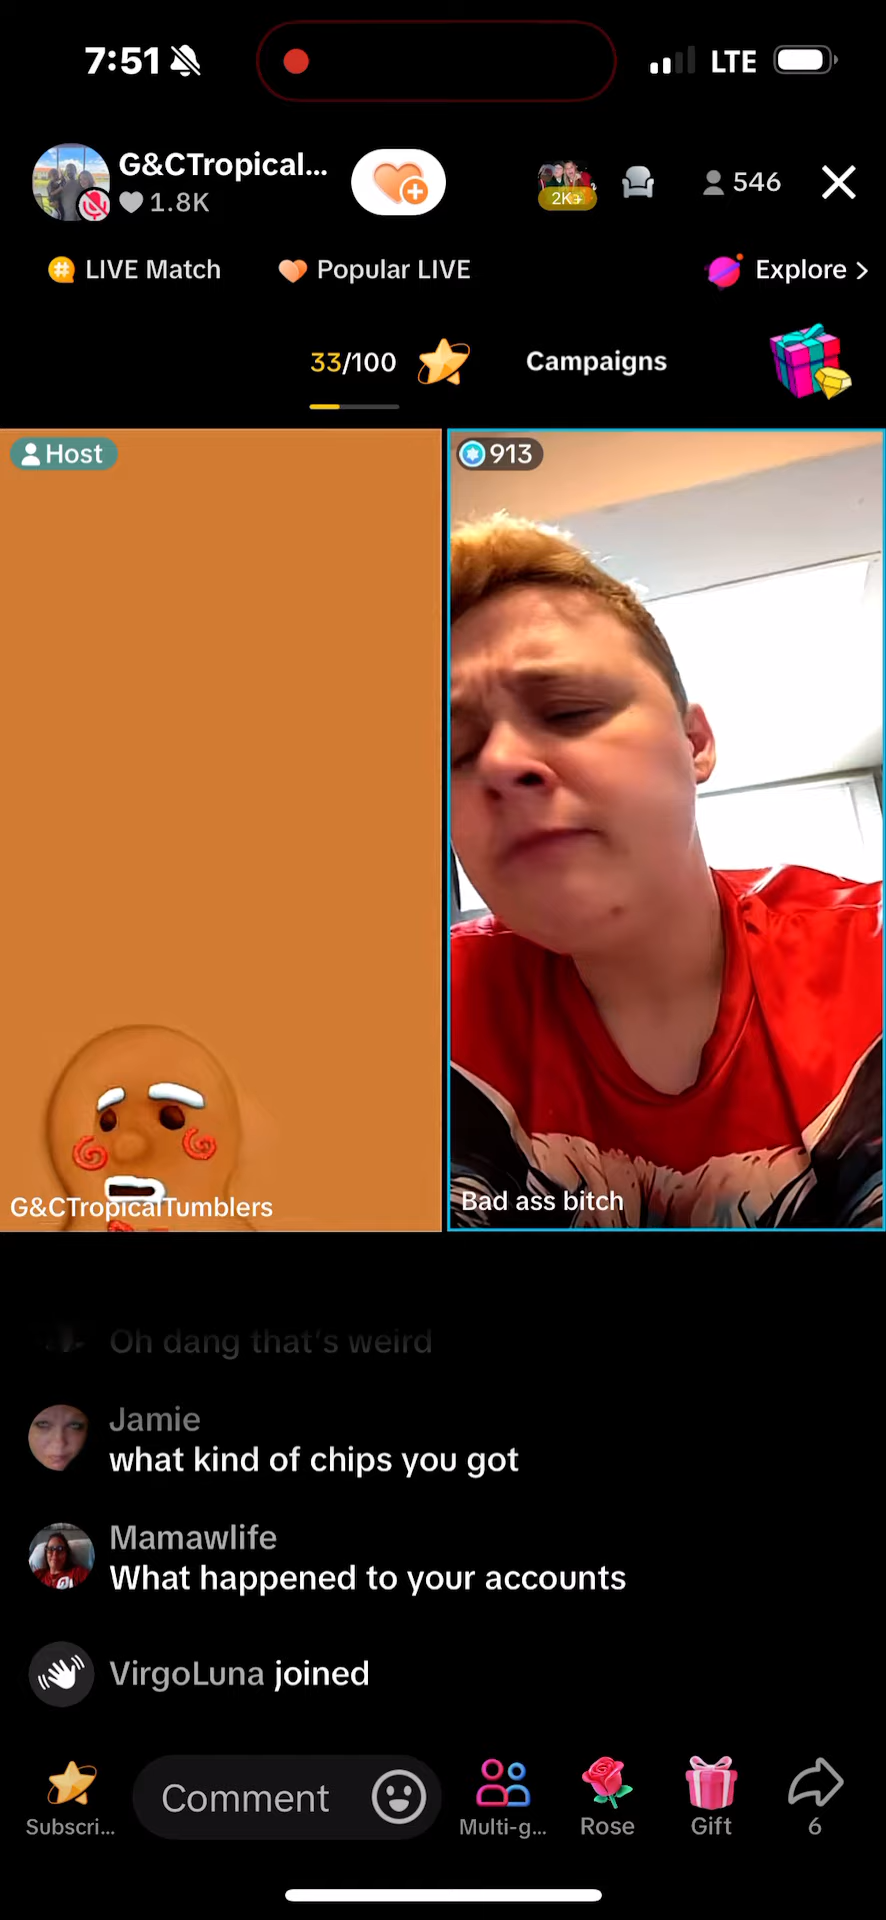 7:51
LTE
G&CTropical...
1.8K
2K+
546
LIVE Match
Popular LIVE
Explore >
33/100
Campaigns
Host
913
G&CTropicalTumblers
Bad ass bitch
Oh dang that's weird
Jamie
what kind of chips you got
Mamawlife
What happened to your accounts
VirgoLuna joined
Comment
Subscri...
Multi-g...
Rose
Gift
6